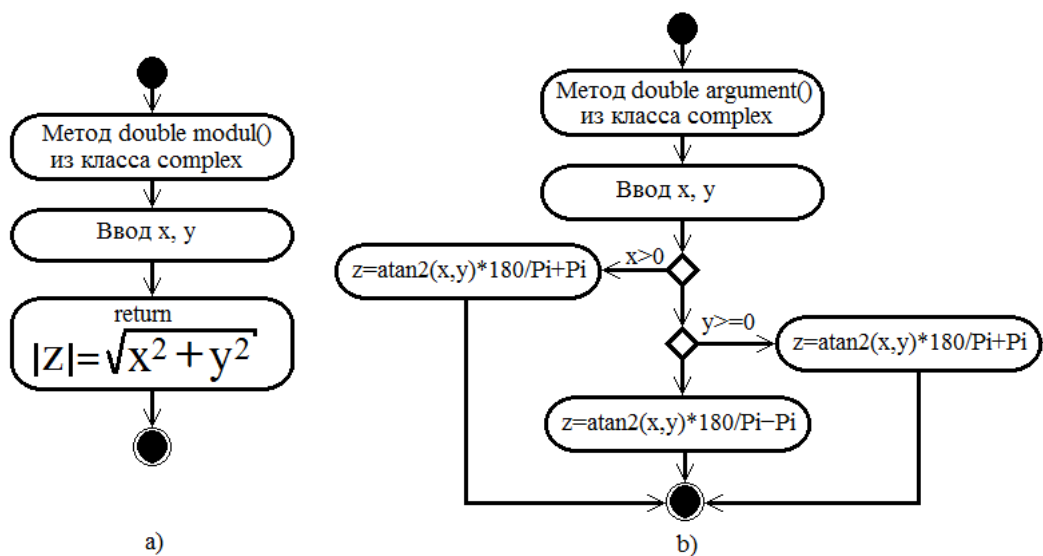 Метод double modul()
из класса complex
Ввод x, y
return
|Z|=√x²+y²
a)
Метод double argument()
из класса complex
Ввод x, y
x>0
z=atan2(x,y)*180/Pi+Pi
y>=0
z=atan2(x,y)*180/Pi+Pi
z=atan2(x,y)*180/Pi−Pi
b)